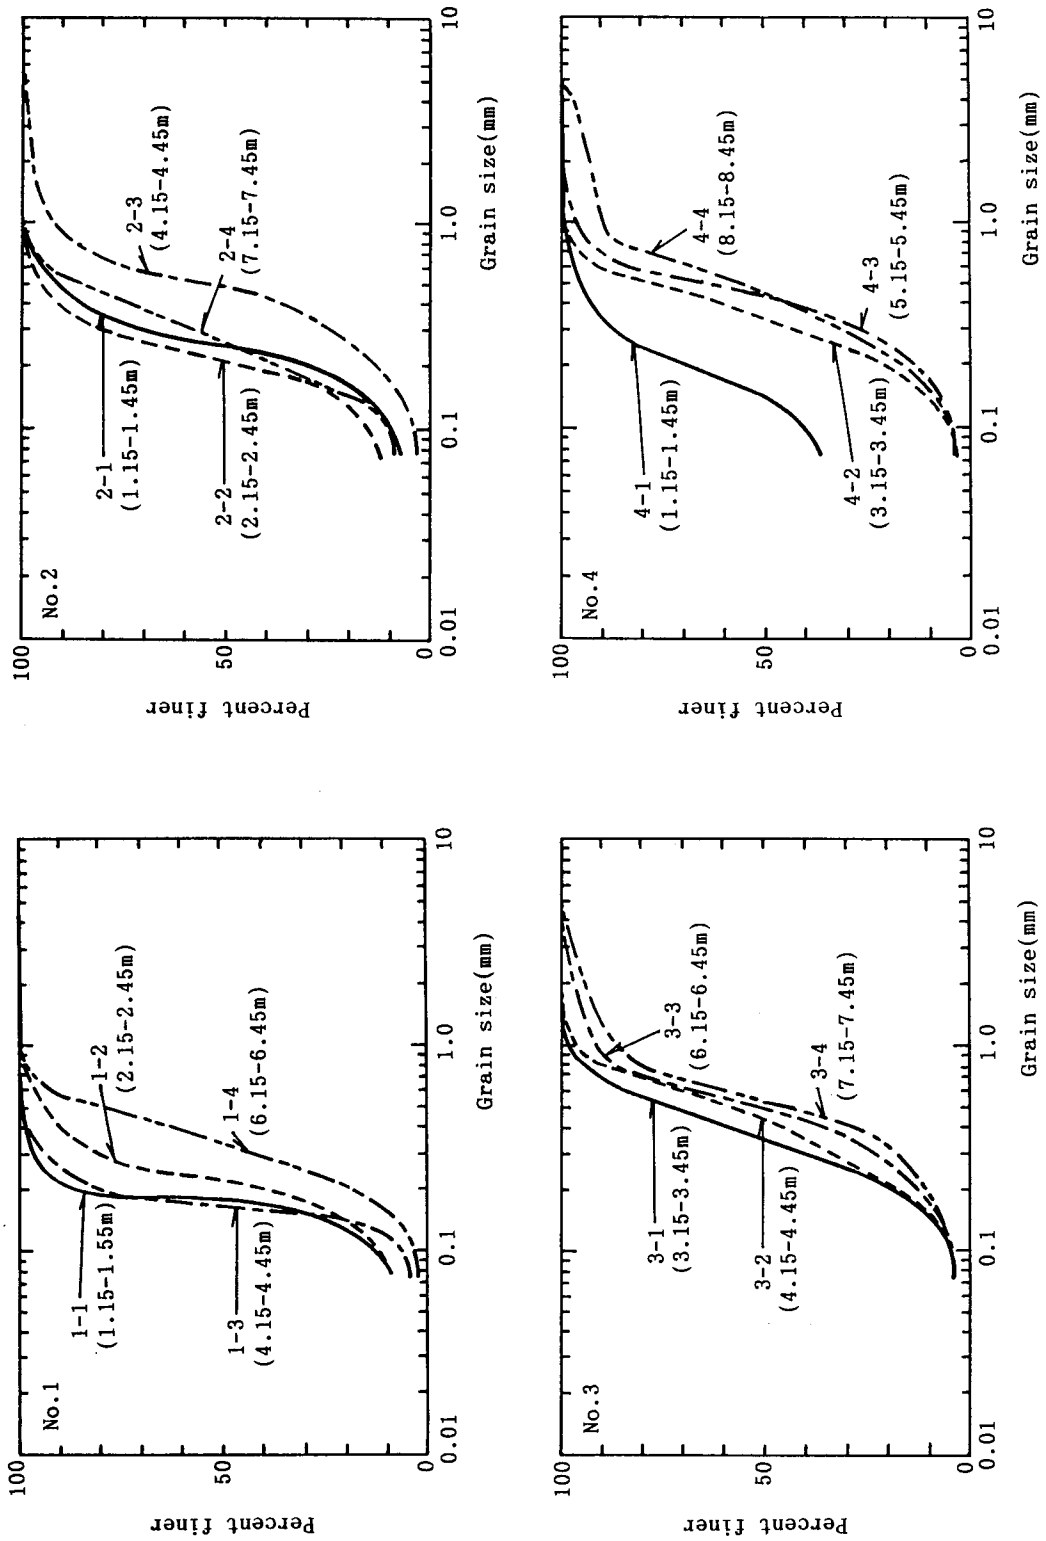 No.1
Percent finer
100
50
0
0.01
0.1
1.0
10
Grain size(mm)
1-1
(1.15-1.55m)
1-2
(2.15-2.45m)
1-3
(4.15-4.45m)
1-4
(6.15-6.45m)
No.2
Percent finer
100
50
0
0.01
0.1
1.0
10
Grain size(mm)
2-1
(1.15-1.45m)
2-2
(2.15-2.45m)
2-3
(4.15-4.45m)
2-4
(7.15-7.45m)
No.3
Percent finer
100
50
0
0.01
0.1
1.0
10
Grain size(mm)
3-1
(3.15-3.45m)
3-2
(4.15-4.45m)
3-3
(6.15-6.45m)
3-4
(7.15-7.45m)
No.4
Percent finer
100
50
0
0.01
0.1
1.0
10
Grain size(mm)
4-1
(1.15-1.45m)
4-2
(3.15-3.45m)
4-3
(5.15-5.45m)
4-4
(8.15-8.45m)